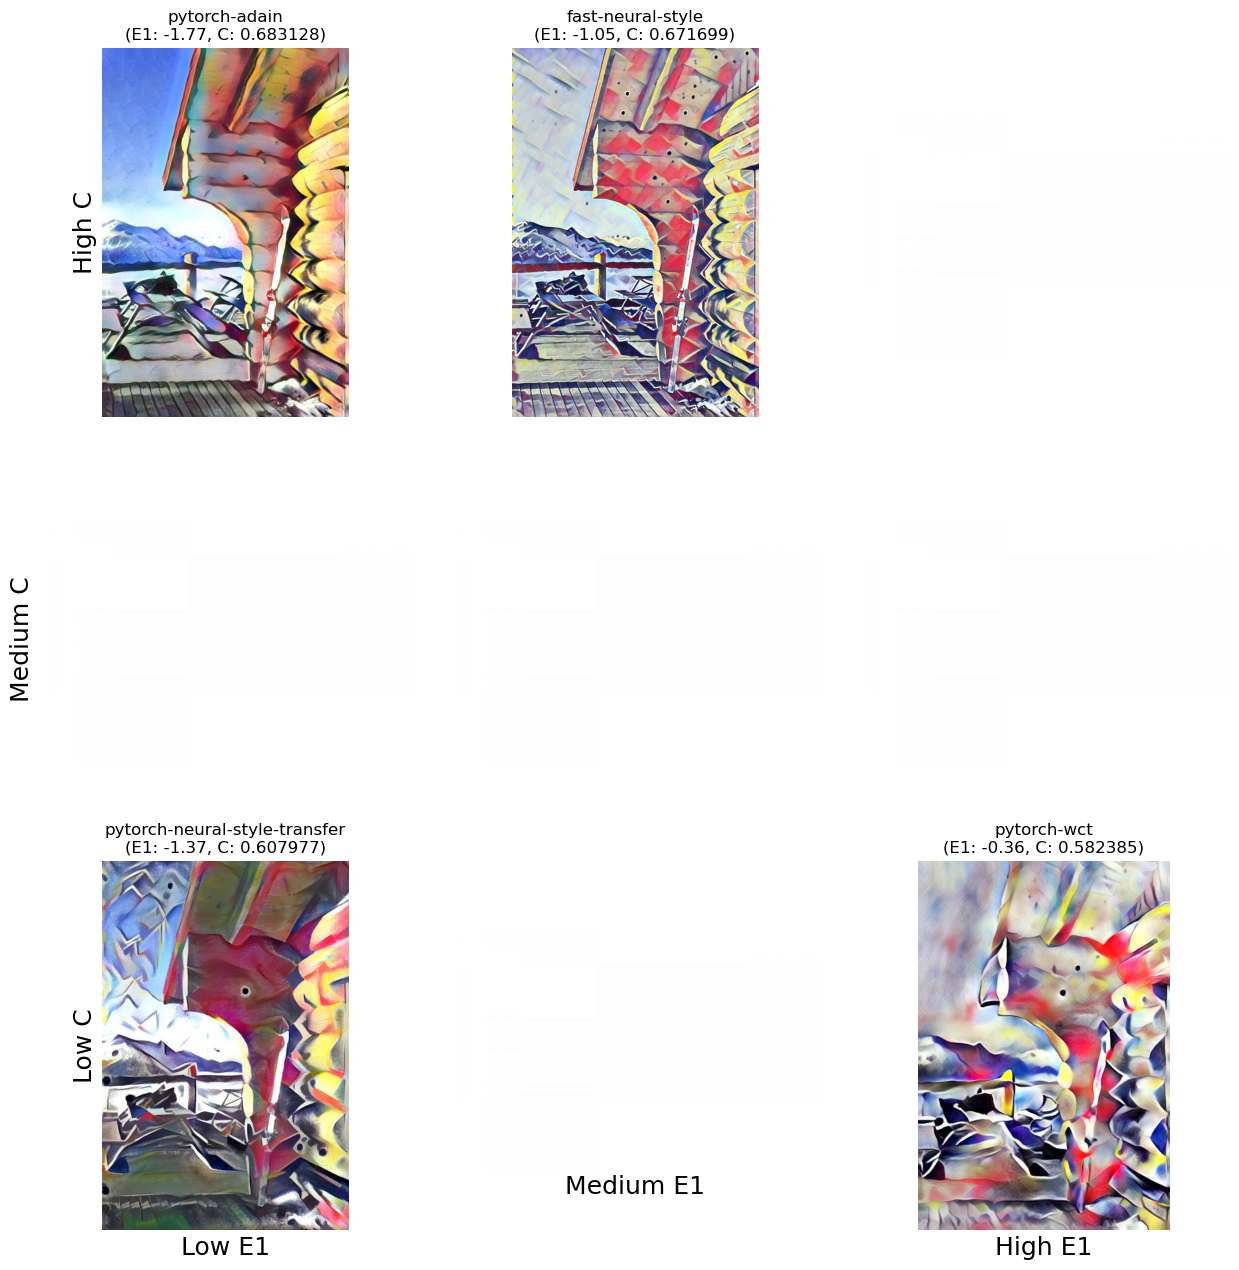 pytorch-adain
(E1: -1.77, C: 0.683128)
fast-neural-style
(E1: -1.05, C: 0.671699)
High C
Medium C
pytorch-neural-style-transfer
(E1: -1.37, C: 0.607977)
pytorch-wct
(E1: -0.36, C: 0.582385)
Low C
Low E1
Medium E1
High E1